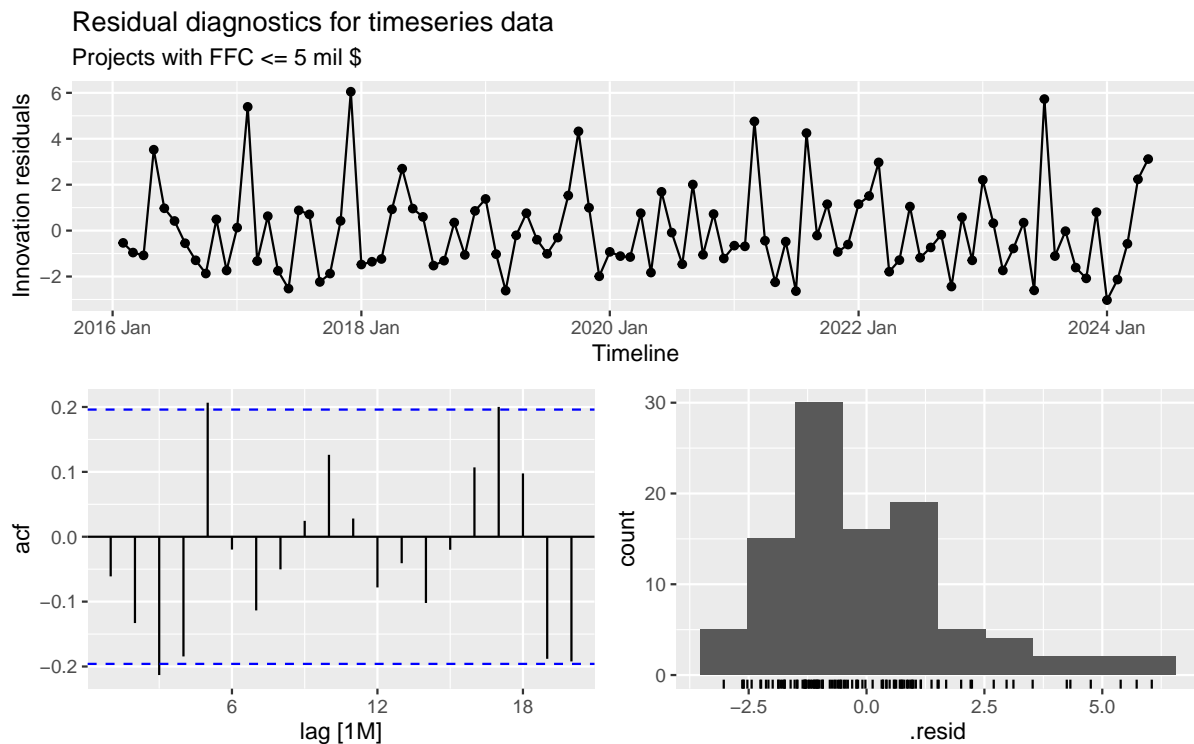 Residual diagnostics for timeseries data
Projects with FFC <= 5 mil $
Innovation residuals
6
4
2
0
−2
2016 Jan
2018 Jan
2020 Jan
2022 Jan
2024 Jan
Timeline
acf
0.2
0.1
0.0
−0.1
−0.2
6
12
18
lag [1M]
count
30
20
10
0
−2.5
0.0
2.5
5.0
.resid